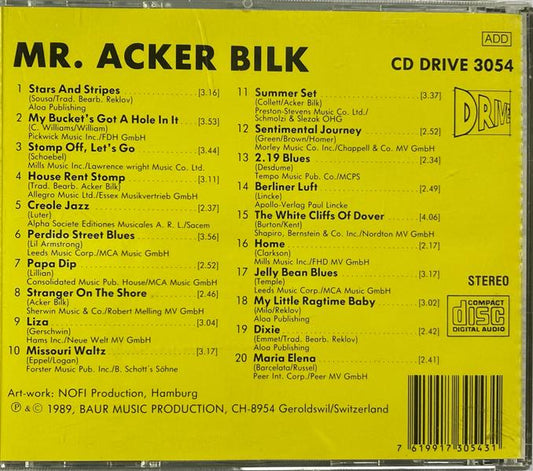 ADD
MR. ACKER BILK
CD DRIVE 3054
DRIVE
1 Stars And Stripes [3.16]
(Sousa/Trad. Bearb. Reklov)
Aloa Publishing
2 My Bucket's Got A Hole In It [3.53]
(C. Williams/William)
Pickwick Music Inc./FDH GmbH
3 Stomp Off, Let's Go [3.44]
(Schoebel)
Mills Music Inc./Lawrence wright Music Co. Ltd.
4 House Rent Stomp [3.11]
(Trad. Bearb. Acker Bilk)
Allegro Music Ltd./Essex Musikvertrieb GmbH
5 Creole Jazz [2.37]
(Luter)
Alpha Societe Editiones Musicales A. R. L./Sacem
6 Perdido Street Blues [3.56]
(Lil Armstrong)
Leeds Music Corp./MCA Music GmbH
7 Papa Dip [2.52]
(Lillian)
Consolidated Music Pub. House/MCA Music GmbH
8 Stranger On The Shore [2.46]
(Acker Bilk)
Sherwin Music & Co./Robert Melling MV GmbH
9 Liza [3.04]
(Gerschwin)
Hams Inc./Neue Welt MV GmbH
10 Missouri Waltz [3.17]
(Eppel/Logan)
Forster Music Pup. Inc./B. Schott's Söhne
11 Summer Set [3.37]
(Collett/Acker Bilk)
Preston-Stevens Music Co. Ltd./
Schmolzi & Slezak OHG
12 Sentimental Journey [2.52]
(Green/Brown/Homer)
Morley Music Co. Inc./Chappell & Co. MV GmbH
13 2.19 Blues [2.34]
(Desdume)
Tempo Music Pub. Co./MCPS
14 Berliner Luft [2.49]
(Lincke)
Apollo-Verlag Paul Lincke
15 The White Cliffs Of Dover [4.06]
(Burton/Kent)
Shapiro, Bernstein & Co. Inc./Nordton MV GmbH
16 Home [2.17]
(Clarkson)
Mills Music Inc./FHD MV GmbH
17 Jelly Bean Blues [3.17]
(Temple)
Leeds Music Corp./MCA Music GmbH
18 My Little Ragtime Baby [3.02]
(Milo/Reklov)
Aloa Publishing
19 Dixie [2.42]
(Emmet/Trad. Bearb. Reklov)
Aloa Publishing
20 Maria Elena [2.41]
(Barcelata/Russel)
Peer Int. Corp./Peer MV GmbH
STEREO
COMPACT
disc
DIGITAL AUDIO
Art-work: NOFI Production, Hamburg
℗ & © 1989, BAUR MUSIC PRODUCTION, CH-8954 Geroldswil/Switzerland
7 619917 305431